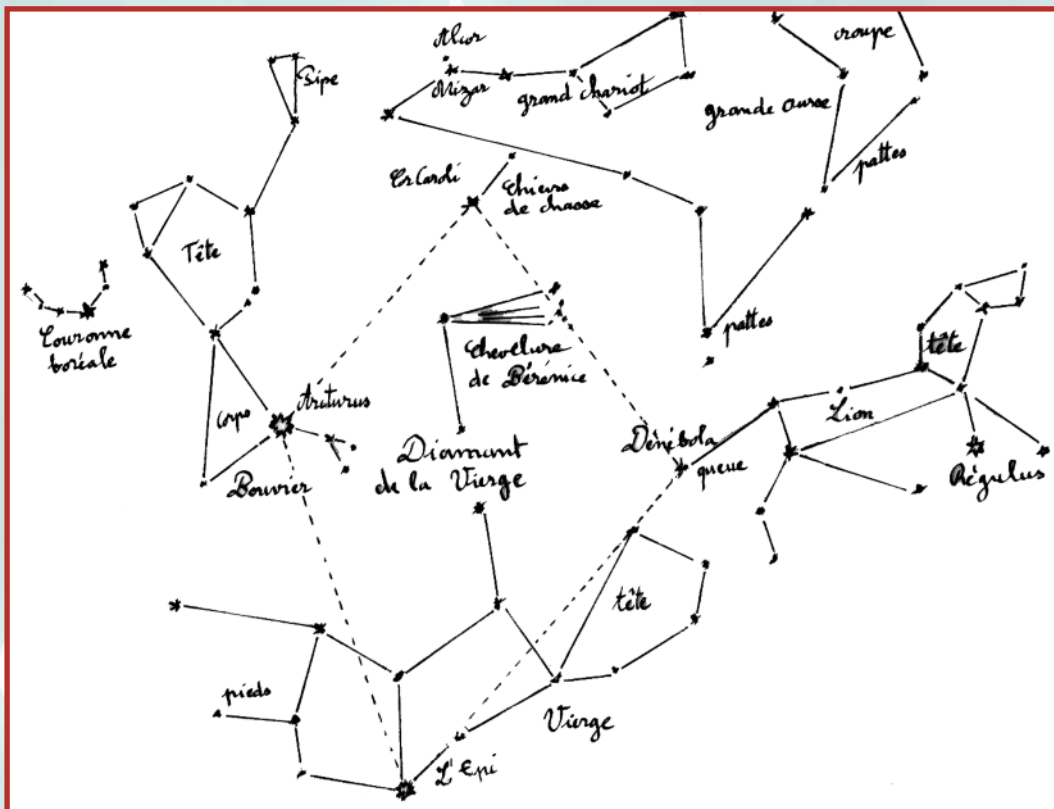 Alcor
croupe
Pipe
Mizar
grand chariot
grande ourse
pattes
Cor Caroli
Chiens
de chasse
Tête
Couronne
boréale
pattes
Chevelure
de Bérénice
tête
Corps
Arcturus
Lion
Diamant
de la Vierge
Dénébola
queue
Régulus
Bouvier
tête
pieds
Vierge
L'Epi